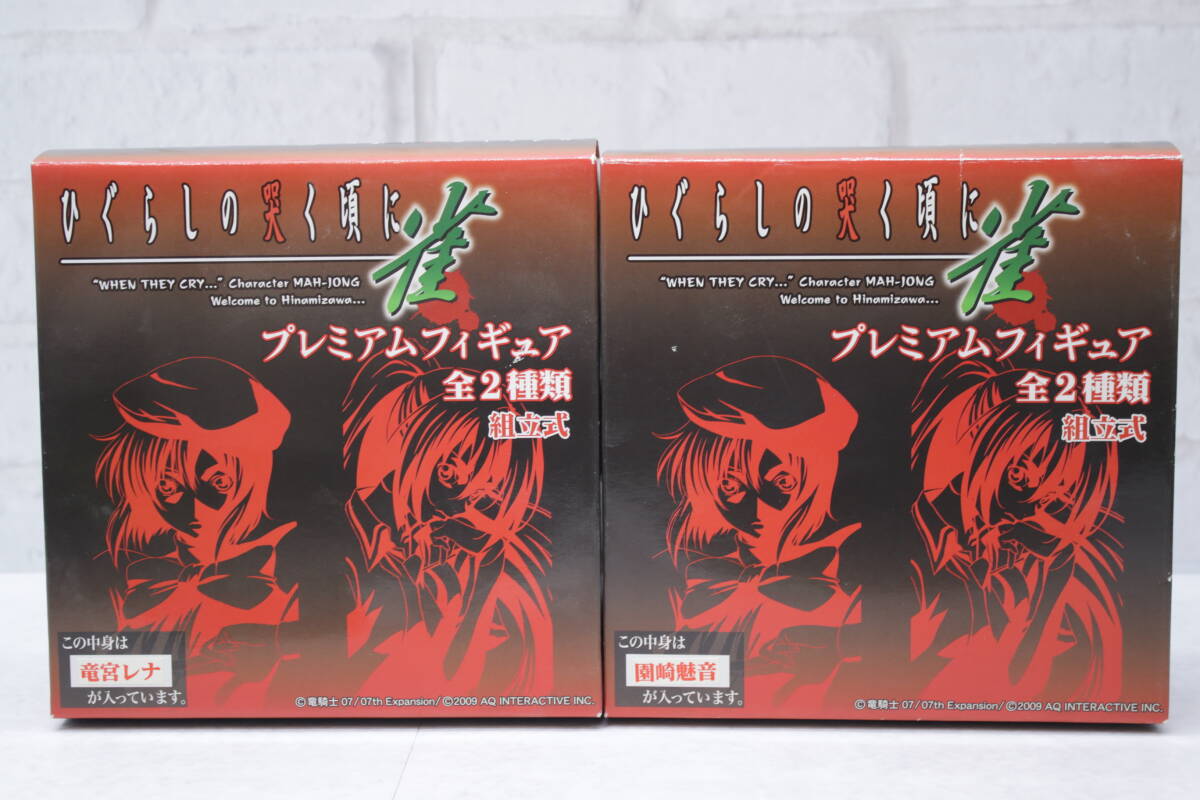 ひぐらしの哭く頃に雀
"WHEN THEY CRY..." Character MAH-JONG
Welcome to Hinamizawa...
プレミアムフィギュア
全2種類
組立式
この中身は
竜宮レナ
が入っています。
©竜騎士 07/07th Expansion/©2009 AQ INTERACTIVE INC.
ひぐらしの哭く頃に雀
"WHEN THEY CRY..." Character MAH-JONG
Welcome to Hinamizawa...
プレミアムフィギュア
全2種類
組立式
この中身は
園崎魅音
が入っています。
©竜騎士 07/07th Expansion/©2009 AQ INTERACTIVE INC.